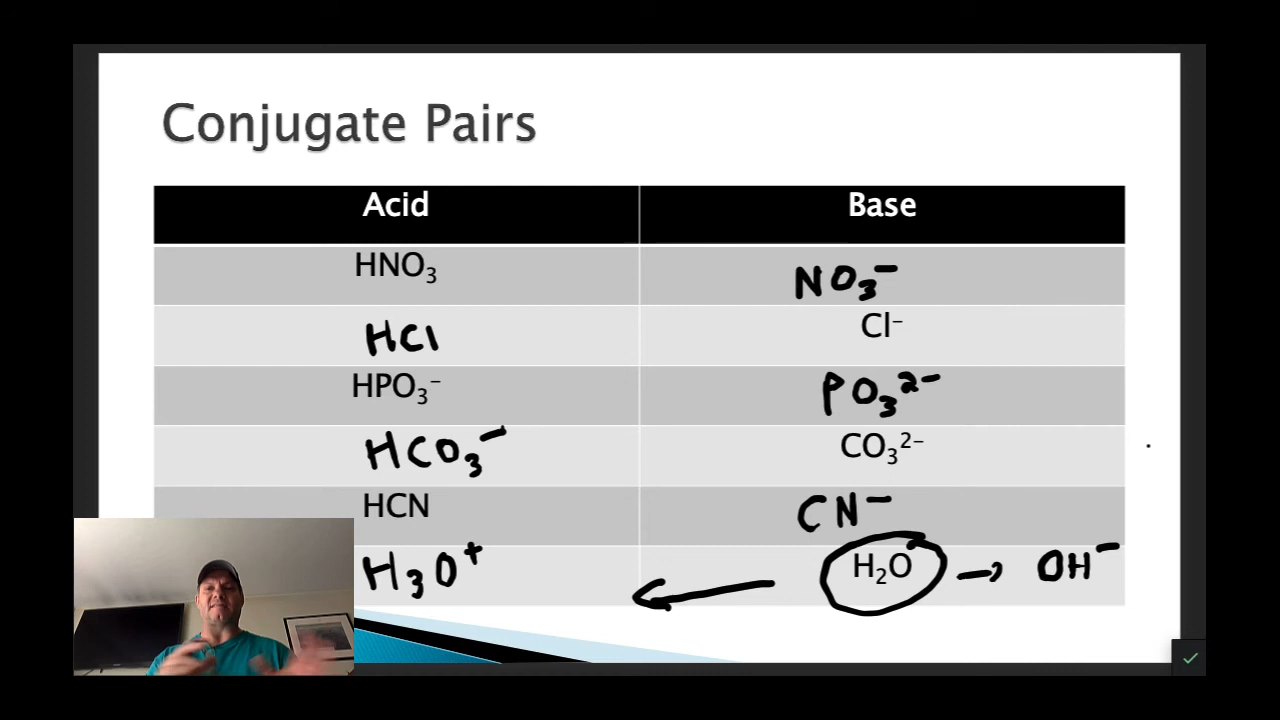 Conjugate Pairs
Acid Base
HNO₃ NO₃⁻
HCl Cl⁻
HPO₃⁻ PO₃²⁻
HCO₃⁻ CO₃²⁻
HCN CN⁻
H₃O⁺ H₂O → OH⁻